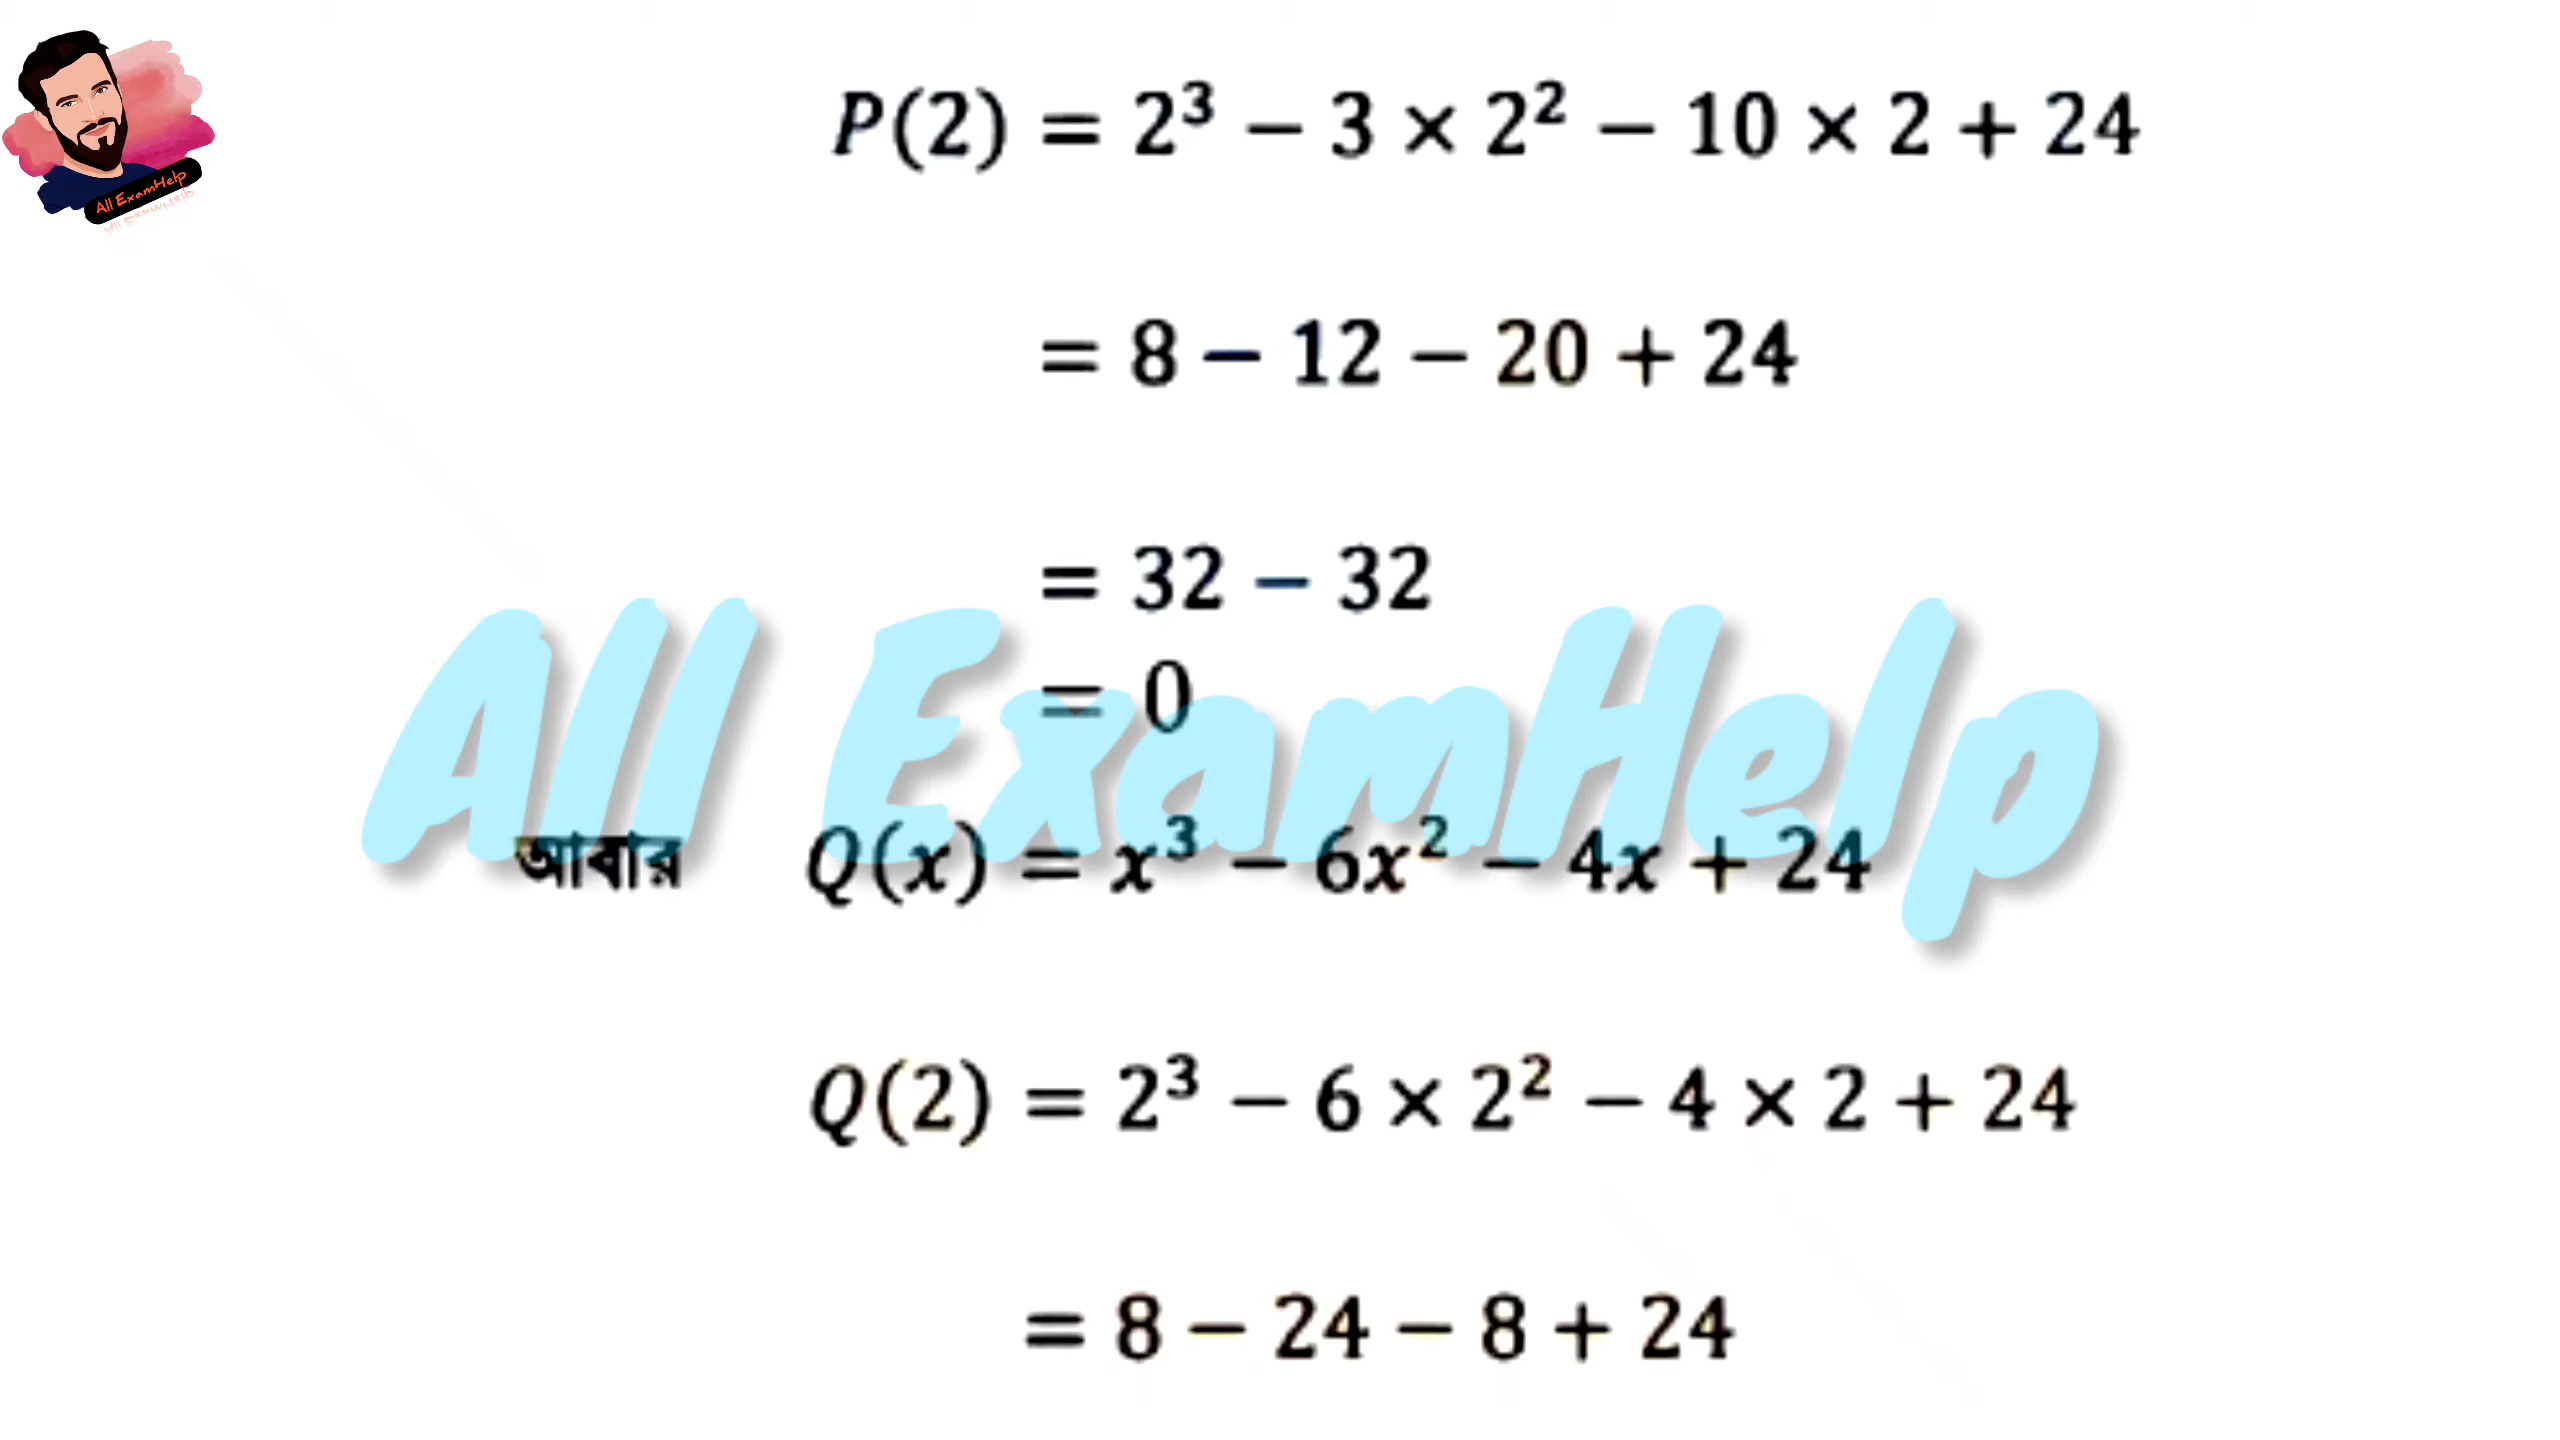 All ExamHelp
P(2) = 2³ − 3 × 2² − 10 × 2 + 24
= 8 − 12 − 20 + 24
= 32 − 32
= 0
All ExamHelp
আবার Q(x) = x³ − 6x² − 4x + 24
Q(2) = 2³ − 6 × 2² − 4 × 2 + 24
= 8 − 24 − 8 + 24